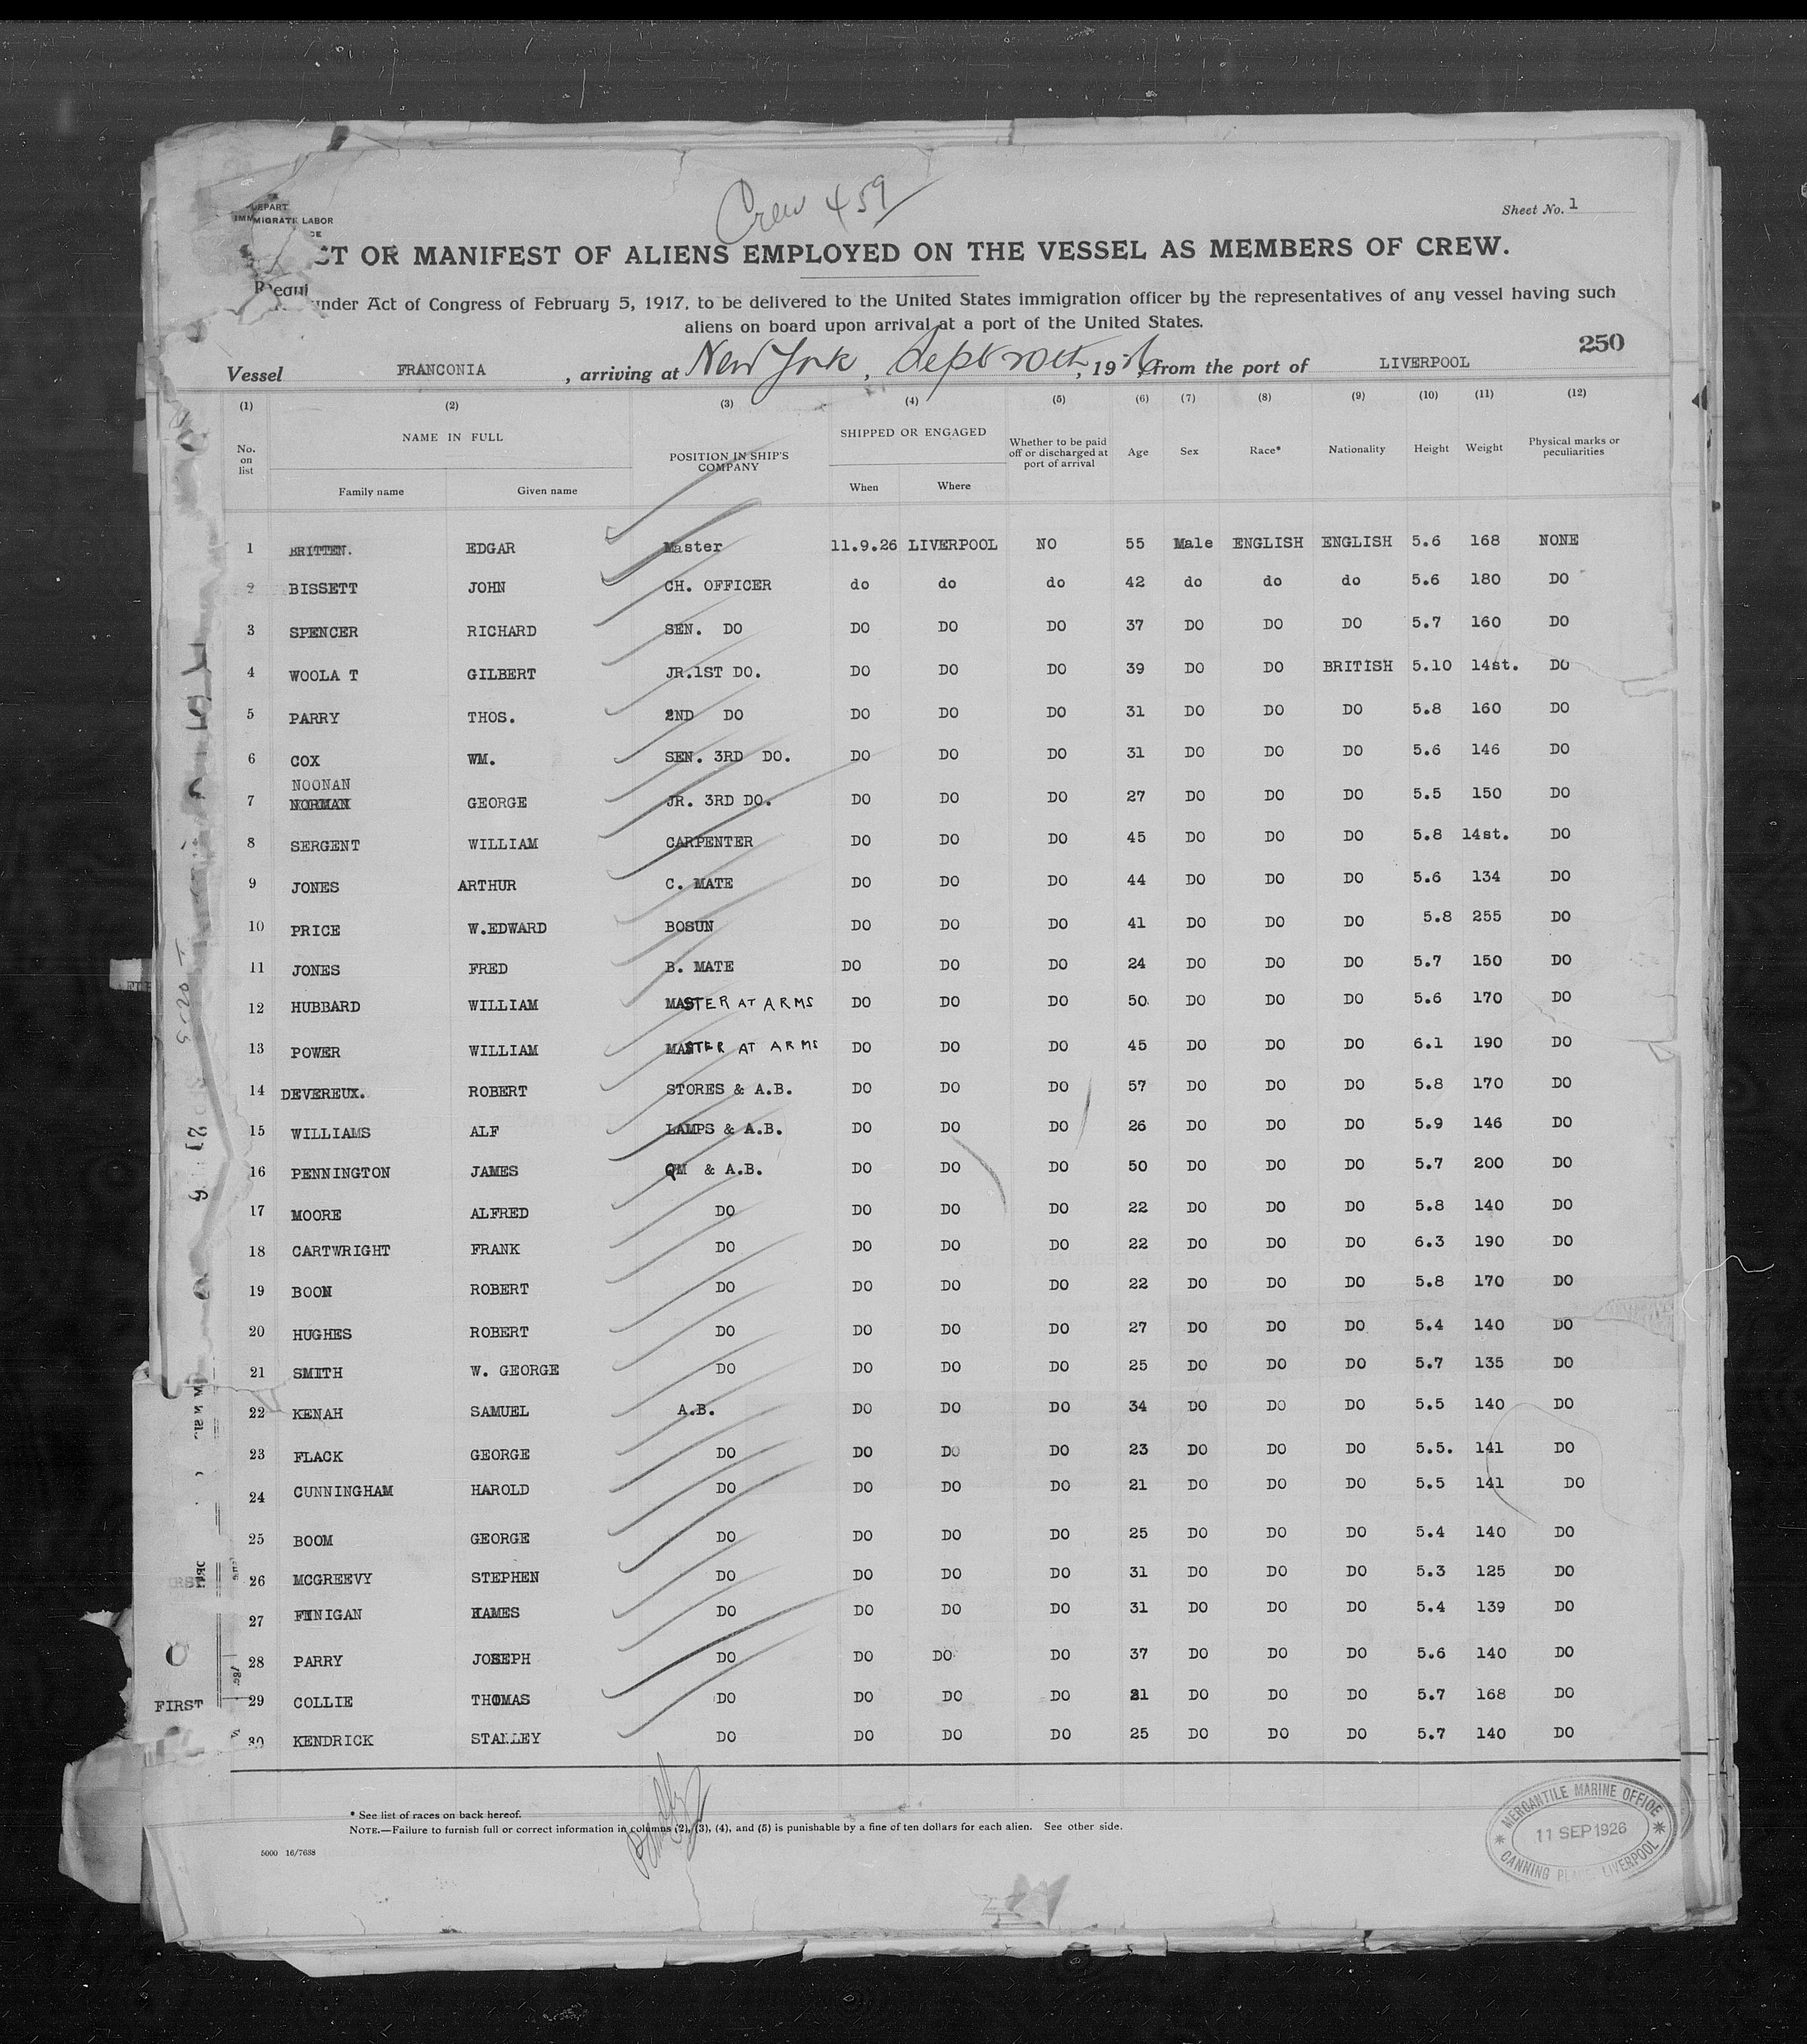 Crew 459
Sheet No. 1
DEPART
IMMIGRATE LABOR
CT OR MANIFEST OF ALIENS EMPLOYED ON THE VESSEL AS MEMBERS OF CREW.
under Act of Congress of February 5, 1917, to be delivered to the United States immigration officer by the representatives of any vessel having such
aliens on board upon arrival at a port of the United States.
250
Vessel FRANCONIA, arriving at New York, Sept 20th, 1926, from the port of LIVERPOOL
(1) (2) (3) (4) (5) (6) (7) (8) (9) (10) (11) (12)
No. on list NAME IN FULL POSITION IN SHIP'S COMPANY SHIPPED OR ENGAGED Whether to be paid off or discharged at port of arrival Age Sex Race* Nationality Height Weight Physical marks or peculiarities
Family name Given name When Where
1 BRITTEN. EDGAR Master 11.9.26 LIVERPOOL NO 55 Male ENGLISH ENGLISH 5.6 168 NONE
2 BISSETT JOHN CH. OFFICER do do do 42 do do do 5.6 180 DO
3 SPENCER RICHARD SEN. DO DO DO DO 37 DO DO DO 5.7 160 DO
4 WOOLA T GILBERT JR.1ST DO. DO DO DO 39 DO DO BRITISH 5.10 14st. DO
5 PARRY THOS. 2ND DO DO DO DO 31 DO DO DO 5.8 160 DO
6 COX WM. SEN. 3RD DO. DO DO DO 31 DO DO DO 5.6 146 DO
NOONAN
7 NORMAN GEORGE JR. 3RD DO. DO DO DO 27 DO DO DO 5.5 150 DO
8 SERGENT WILLIAM CARPENTER DO DO DO 45 DO DO DO 5.8 14st. DO
9 JONES ARTHUR C. MATE DO DO DO 44 DO DO DO 5.6 134 DO
10 PRICE W.EDWARD BOSUN DO DO DO 41 DO DO DO 5.8 255 DO
11 JONES FRED B. MATE DO DO DO 24 DO DO DO 5.7 150 DO
12 HUBBARD WILLIAM MASTER AT ARMS DO DO DO 50 DO DO DO 5.6 170 DO
13 POWER WILLIAM MASTER AT ARMS DO DO DO 45 DO DO DO 6.1 190 DO
14 DEVEREUX. ROBERT STORES & A.B. DO DO DO 57 DO DO DO 5.8 170 DO
15 WILLIAMS ALF LAMPS & A.B. DO DO DO 26 DO DO DO 5.9 146 DO
16 PENNINGTON JAMES QM & A.B. DO DO DO 50 DO DO DO 5.7 200 DO
17 MOORE ALFRED DO DO DO DO 22 DO DO DO 5.8 140 DO
18 CARTWRIGHT FRANK DO DO DO DO 22 DO DO DO 6.3 190 DO
19 BOON ROBERT DO DO DO DO 22 DO DO DO 5.8 170 DO
20 HUGHES ROBERT DO DO DO DO 27 DO DO DO 5.4 140 DO
21 SMITH W. GEORGE DO DO DO DO 25 DO DO DO 5.7 135 DO
22 KENAH SAMUEL A.B. DO DO DO 34 DO DO DO 5.5 140 DO
23 FLACK GEORGE DO DO DO DO 23 DO DO DO 5.5. 141 DO
24 CUNNINGHAM HAROLD DO DO DO DO 21 DO DO DO 5.5 141 DO
25 BOOM GEORGE DO DO DO DO 25 DO DO DO 5.4 140 DO
26 MCGREEVY STEPHEN DO DO DO DO 31 DO DO DO 5.3 125 DO
27 FINIGAN JAMES DO DO DO DO 31 DO DO DO 5.4 139 DO
28 PARRY JOSEPH DO DO DO DO 37 DO DO DO 5.6 140 DO
29 COLLIE THOMAS DO DO DO DO 21 DO DO DO 5.7 168 DO
30 KENDRICK STANLEY DO DO DO DO 25 DO DO DO 5.7 140 DO
FIRST
* See list of races on back hereof.
NOTE.—Failure to furnish full or correct information in columns (2), (3), (4), and (5) is punishable by a fine of ten dollars for each alien. See other side.
5000 16/7638
MERCANTILE MARINE OFFICE
11 SEP 1926
CANNING PLACE LIVERPOOL